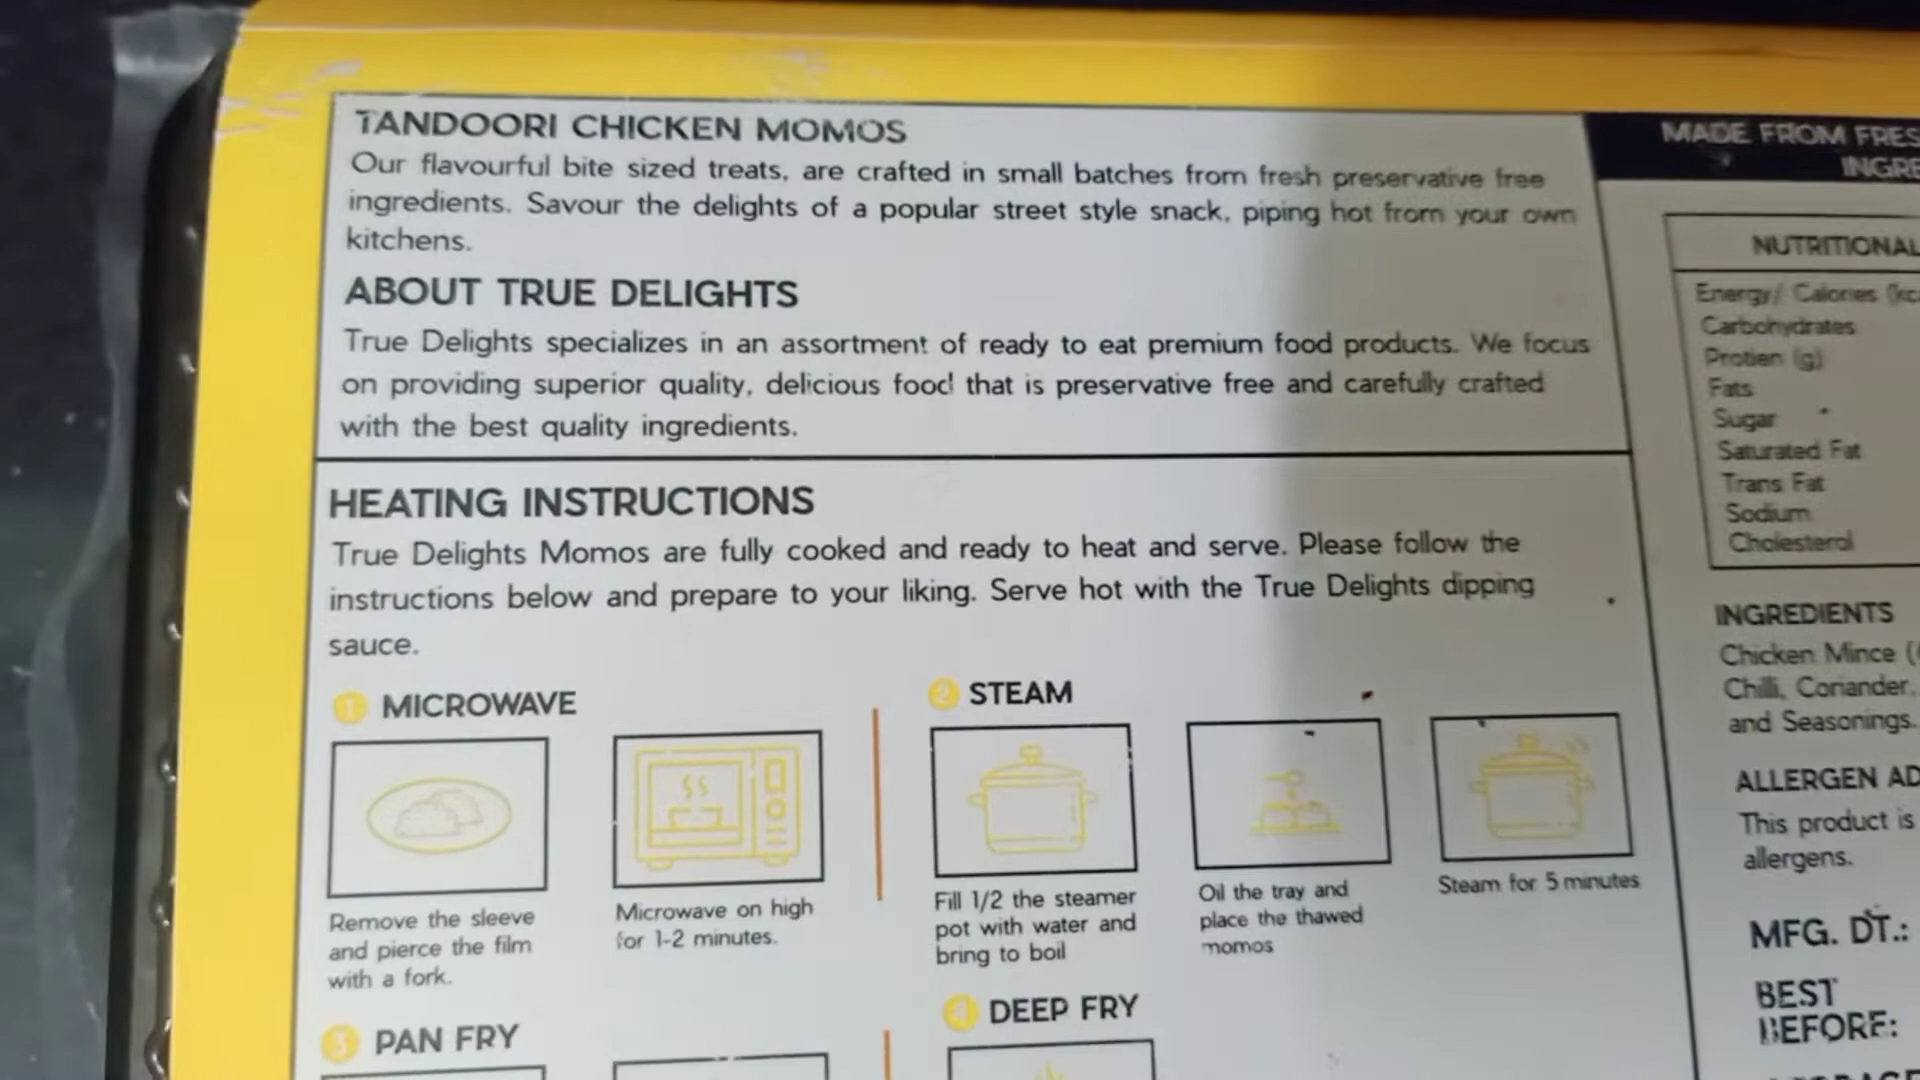 TANDOORI CHICKEN MOMOS
Our flavourful bite sized treats, are crafted in small batches from fresh preservative free
ingredients. Savour the delights of a popular street style snack, piping hot from your own
kitchens.
ABOUT TRUE DELIGHTS
True Delights specializes in an assortment of ready to eat premium food products. We focus
on providing superior quality, delicious food that is preservative free and carefully crafted
with the best quality ingredients.
HEATING INSTRUCTIONS
True Delights Momos are fully cooked and ready to heat and serve. Please follow the
instructions below and prepare to your liking. Serve hot with the True Delights dipping
sauce.
1 MICROWAVE
Remove the sleeve
and pierce the film
with a fork.
Microwave on high
for 1-2 minutes.
2 STEAM
Fill 1/2 the steamer
pot with water and
bring to boil
Oil the tray and
place the thawed
momos
Steam for 5 minutes
3 PAN FRY
4 DEEP FRY
MADE FROM FRES
INGRE
NUTRITIONAL
Energy/ Calories (kc
Carbohydrates
Protien (g)
Fats
Sugar
Saturated Fat
Trans Fat
Sodium
Cholesterol
INGREDIENTS
Chicken Mince (
Chilli, Coriander,
and Seasonings.
ALLERGEN AD
This product is
allergens.
MFG. DT.:
BEST
BEFORE: